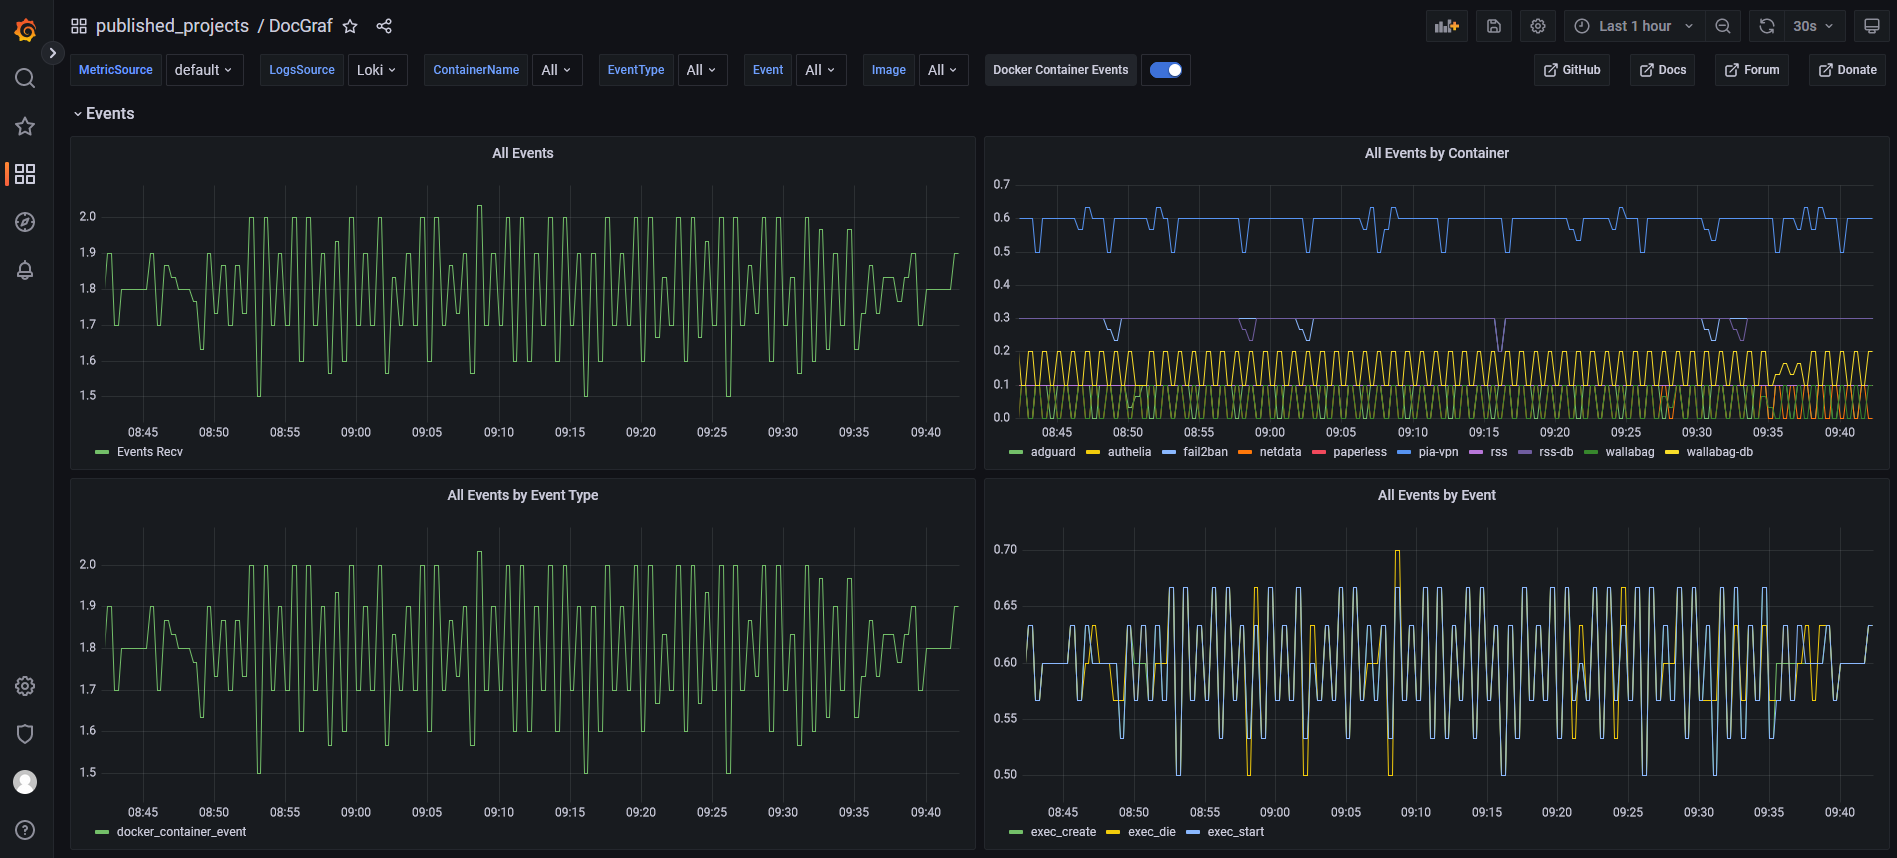 published_projects / DocGraf
Last 1 hour
30s
MetricSource default LogsSource Loki ContainerName All EventType All Event All Image All Docker Container Events GitHub Docs Forum Donate
Events
All Events
2.0
1.9
1.8
1.7
1.6
1.5
08:45 08:50 08:55 09:00 09:05 09:10 09:15 09:20 09:25 09:30 09:35 09:40
Events Recv
All Events by Container
0.7
0.6
0.5
0.4
0.3
0.2
0.1
0.0
08:45 08:50 08:55 09:00 09:05 09:10 09:15 09:20 09:25 09:30 09:35 09:40
adguard authelia fail2ban netdata paperless pia-vpn rss rss-db wallabag wallabag-db
All Events by Event Type
2.0
1.9
1.8
1.7
1.6
1.5
08:45 08:50 08:55 09:00 09:05 09:10 09:15 09:20 09:25 09:30 09:35 09:40
docker_container_event
All Events by Event
0.70
0.65
0.60
0.55
0.50
08:45 08:50 08:55 09:00 09:05 09:10 09:15 09:20 09:25 09:30 09:35 09:40
exec_create exec_die exec_start